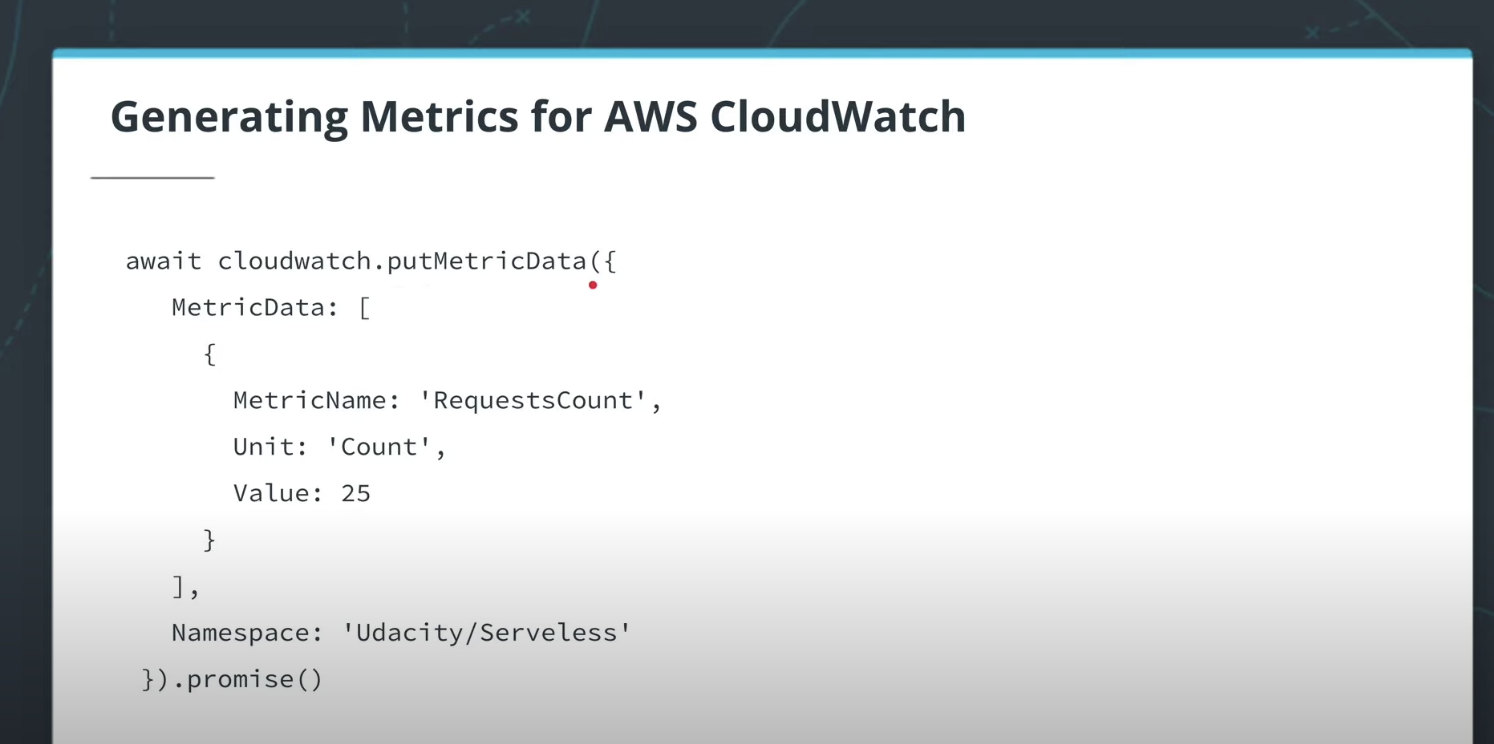 Generating Metrics for AWS CloudWatch
await cloudwatch.putMetricData({
MetricData: [
{
MetricName: 'RequestsCount',
Unit: 'Count',
Value: 25
}
],
Namespace: 'Udacity/Serveless'
}).promise()